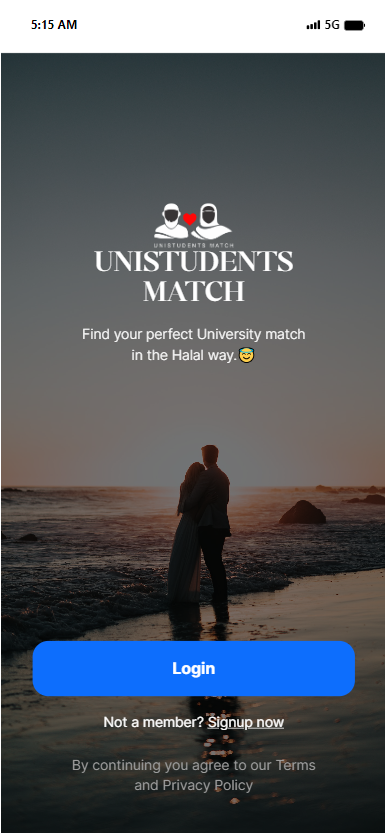 5:15 AM
5G
UNISTUDENTS MATCH
UNISTUDENTS
MATCH
Find your perfect University match
in the Halal way.😇
Login
Not a member? Signup now
By continuing you agree to our Terms
and Privacy Policy